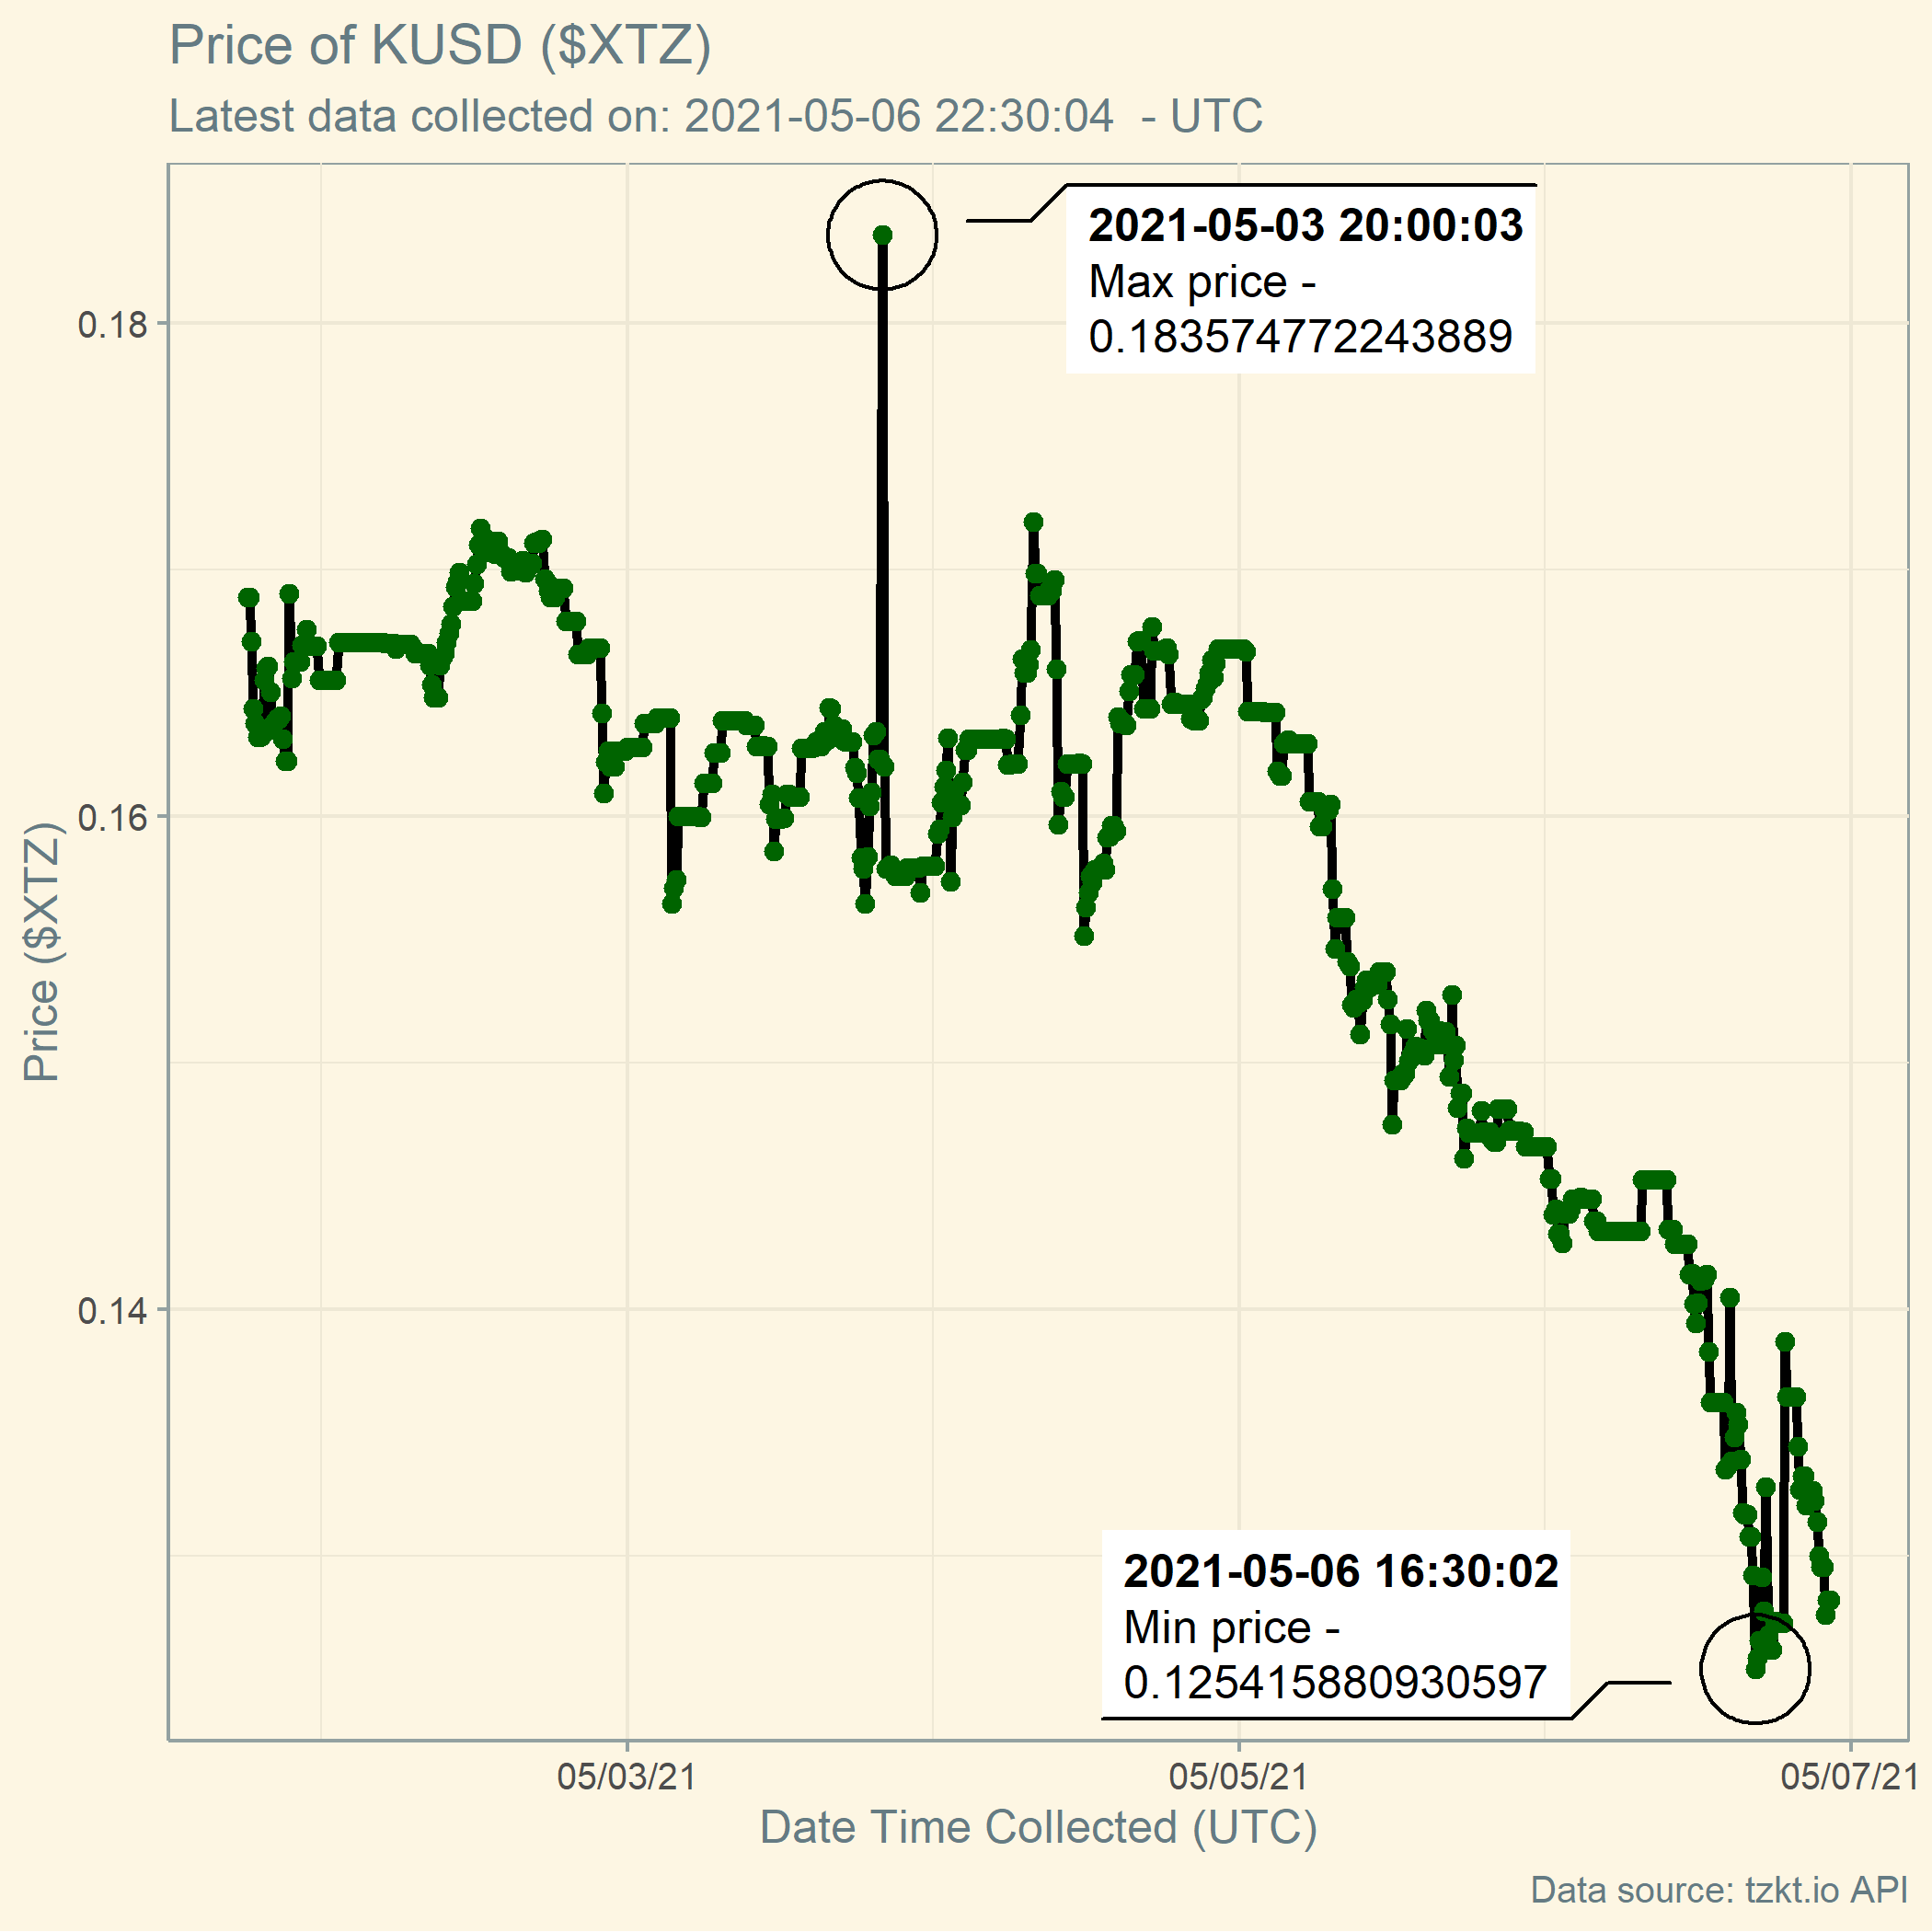 Price of KUSD ($XTZ)
Latest data collected on: 2021-05-06 22:30:04  - UTC
2021-05-03 20:00:03
Max price -
0.183574772243889
0.18
0.16
0.14
Price ($XTZ)
2021-05-06 16:30:02
Min price -
0.125415880930597
05/03/21
05/05/21
05/07/21
Date Time Collected (UTC)
Data source: tzkt.io API